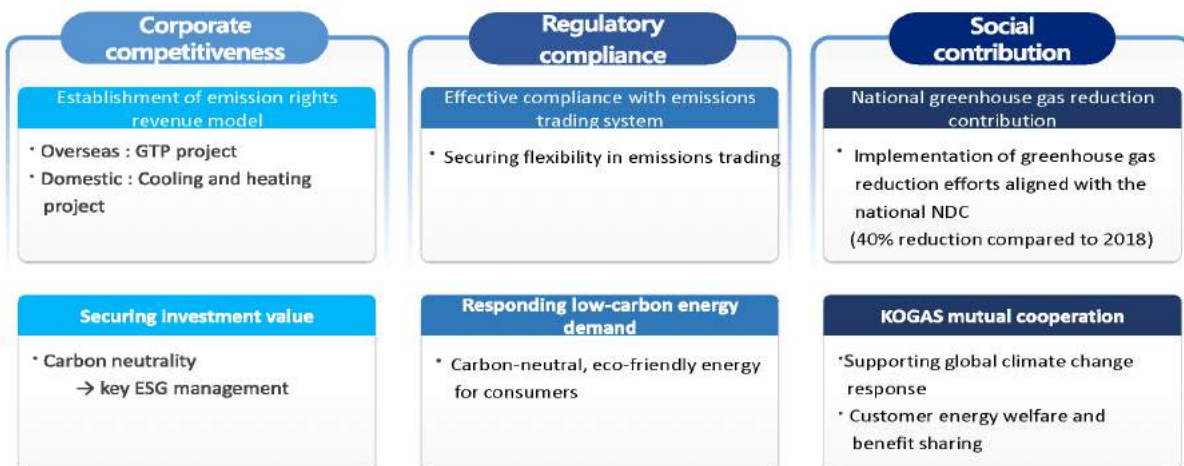 Corporate
competitiveness
Establishment of emission rights
revenue model
• Overseas : GTP project
• Domestic : Cooling and heating
project
Securing investment value
• Carbon neutrality
→ key ESG management
Regulatory
compliance
Effective compliance with emissions
trading system
• Securing flexibility in emissions trading
Responding low-carbon energy
demand
• Carbon-neutral, eco-friendly energy
for consumers
Social
contribution
National greenhouse gas reduction
contribution
• Implementation of greenhouse gas
reduction efforts aligned with the
national NDC
(40% reduction compared to 2018)
KOGAS mutual cooperation
•Supporting global climate change
response
• Customer energy welfare and
benefit sharing